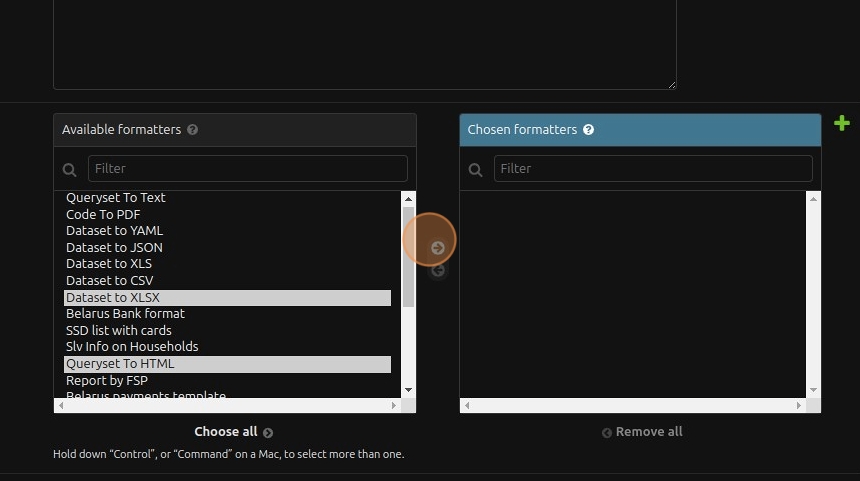 Available formatters
Chosen formatters
Filter
Filter
Queryset To Text
Code To PDF
Dataset to YAML
Dataset to JSON
Dataset to XLS
Dataset to CSV
Dataset to XLSX
Belarus Bank format
SSD list with cards
Slv Info on Households
Queryset To HTML
Report by FSP
Belarus payments template
Choose all
Remove all
Hold down “Control”, or “Command” on a Mac, to select more than one.